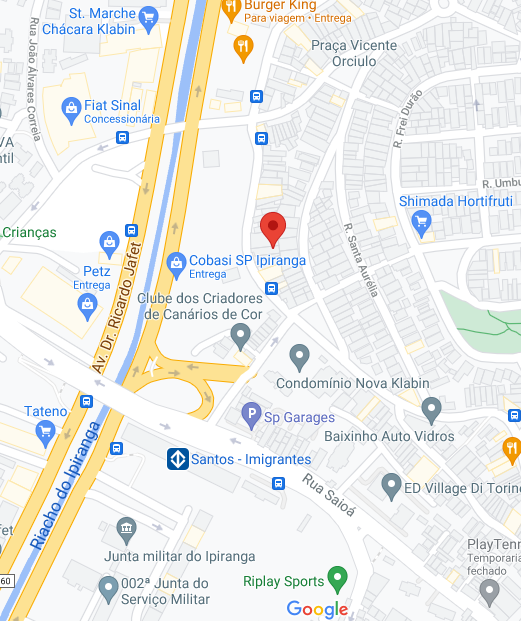 Burger King
Para viagem • Entrega
St. Marche
Chácara Klabin
Rua João Álvares Correia
Praça Vicente
Orciulo
Fiat Sinal
Concessionária
R. Frei Durão
VA
ntil
R. Umbu
Shimada Hortifruti
Crianças
R. Santa Aurélia
Petz
Entrega
Cobasi SP Ipiranga
Entrega
Av. Dr. Ricardo Jafet
Clube dos Criadores
de Canários de Cor
Condomínio Nova Klabin
Tateno
P
Sp Garages
Baixinho Auto Vidros
Riacho do Ipiranga
Santos - Imigrantes
Rua Saioá
ED Village Di Torino
afet
Junta militar do Ipiranga
PlayTenn
Temporaria
fechado
60
002ª Junta do
Serviço Militar
Riplay Sports
Google